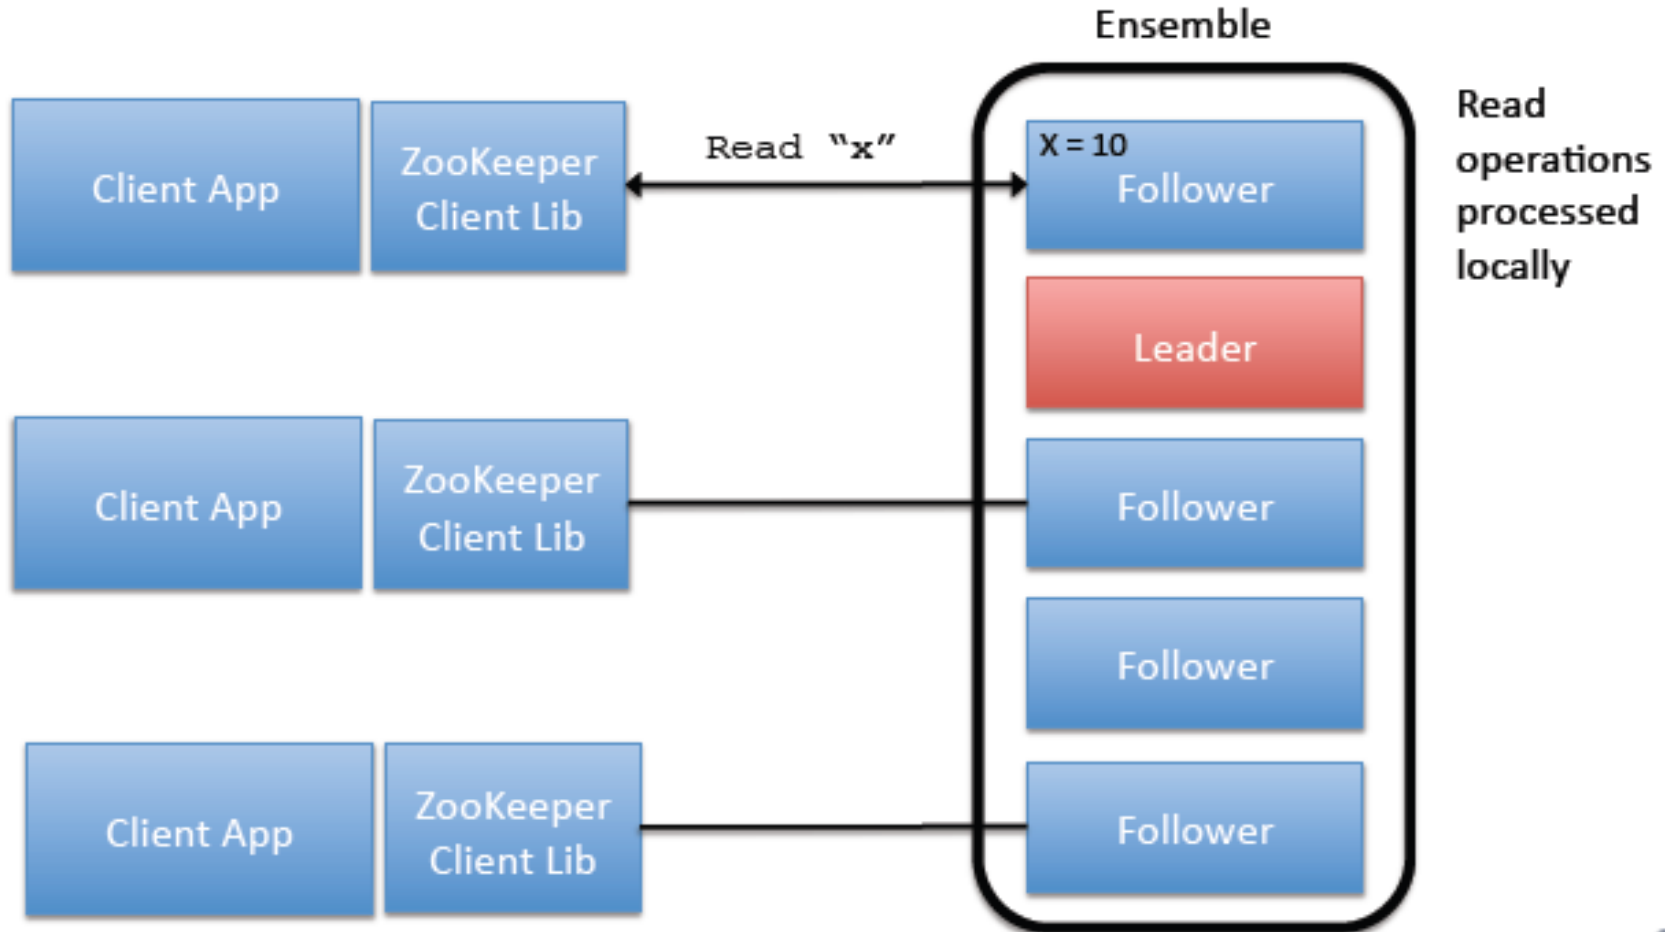 Ensemble
Client App
ZooKeeper
Client Lib
Read “x”
X = 10
Follower
Read
operations
processed
locally
Leader
Client App
ZooKeeper
Client Lib
Follower
Follower
Client App
ZooKeeper
Client Lib
Follower